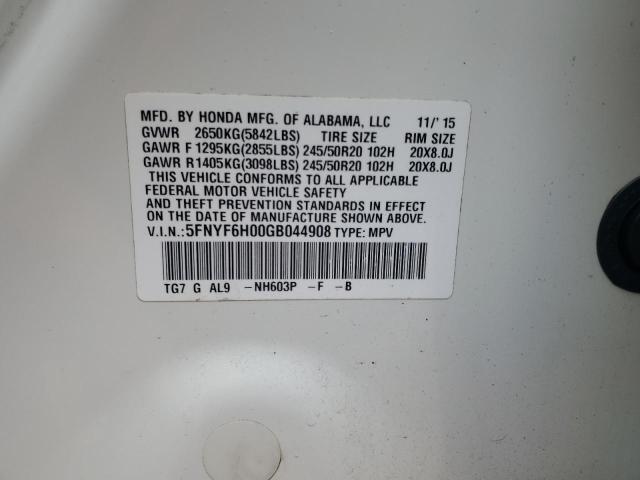 MFD. BY HONDA MFG. OF ALABAMA, LLC 11/' 15
GVWR 2650KG(5842LBS) TIRE SIZE RIM SIZE
GAWR F 1295KG(2855LBS) 245/50R20 102H 20X8.0J
GAWR R 1405KG(3098LBS) 245/50R20 102H 20X8.0J
THIS VEHICLE CONFORMS TO ALL APPLICABLE
FEDERAL MOTOR VEHICLE SAFETY
AND THEFT PREVENTION STANDARDS IN EFFECT
ON THE DATE OF MANUFACTURE SHOWN ABOVE.
V.I.N.: 5FNYF6H00GB044908 TYPE: MPV
TG7 G AL9 -NH603P -F -B